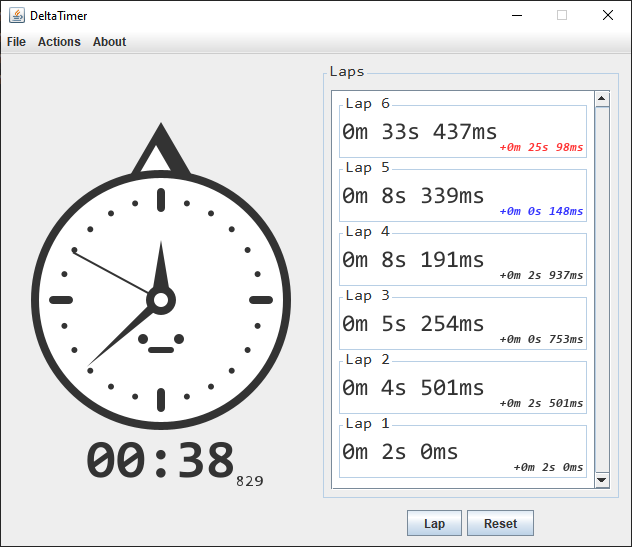 DeltaTimer
File Actions About
Laps
Lap 6
0m 33s 437ms
+0m 25s 98ms
Lap 5
0m 8s 339ms
+0m 0s 148ms
Lap 4
0m 8s 191ms
+0m 2s 937ms
Lap 3
0m 5s 254ms
+0m 0s 753ms
Lap 2
0m 4s 501ms
+0m 2s 501ms
Lap 1
0m 2s 0ms
+0m 2s 0ms
00:38
829
Lap Reset